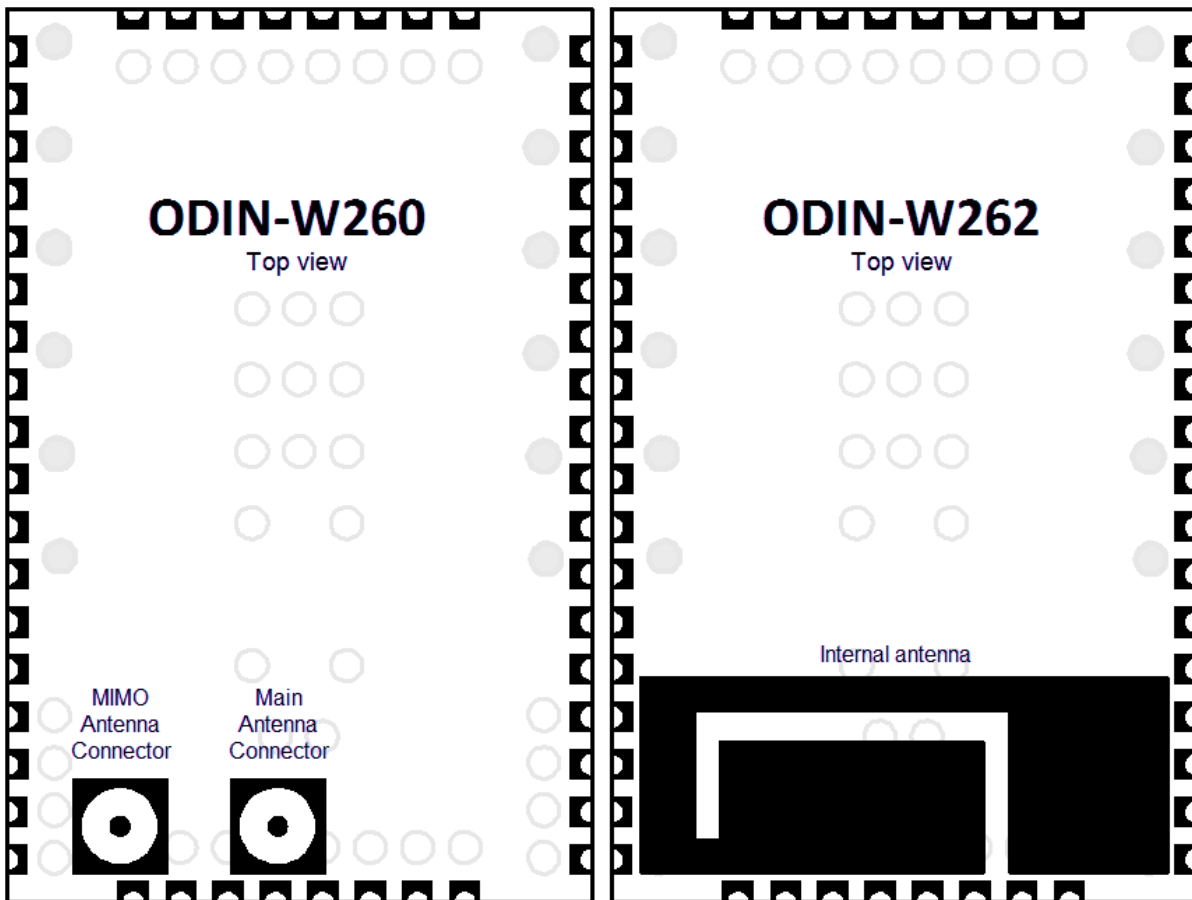 ODIN-W260
Top view
MIMO
Antenna
Connector
Main
Antenna
Connector
ODIN-W262
Top view
Internal antenna